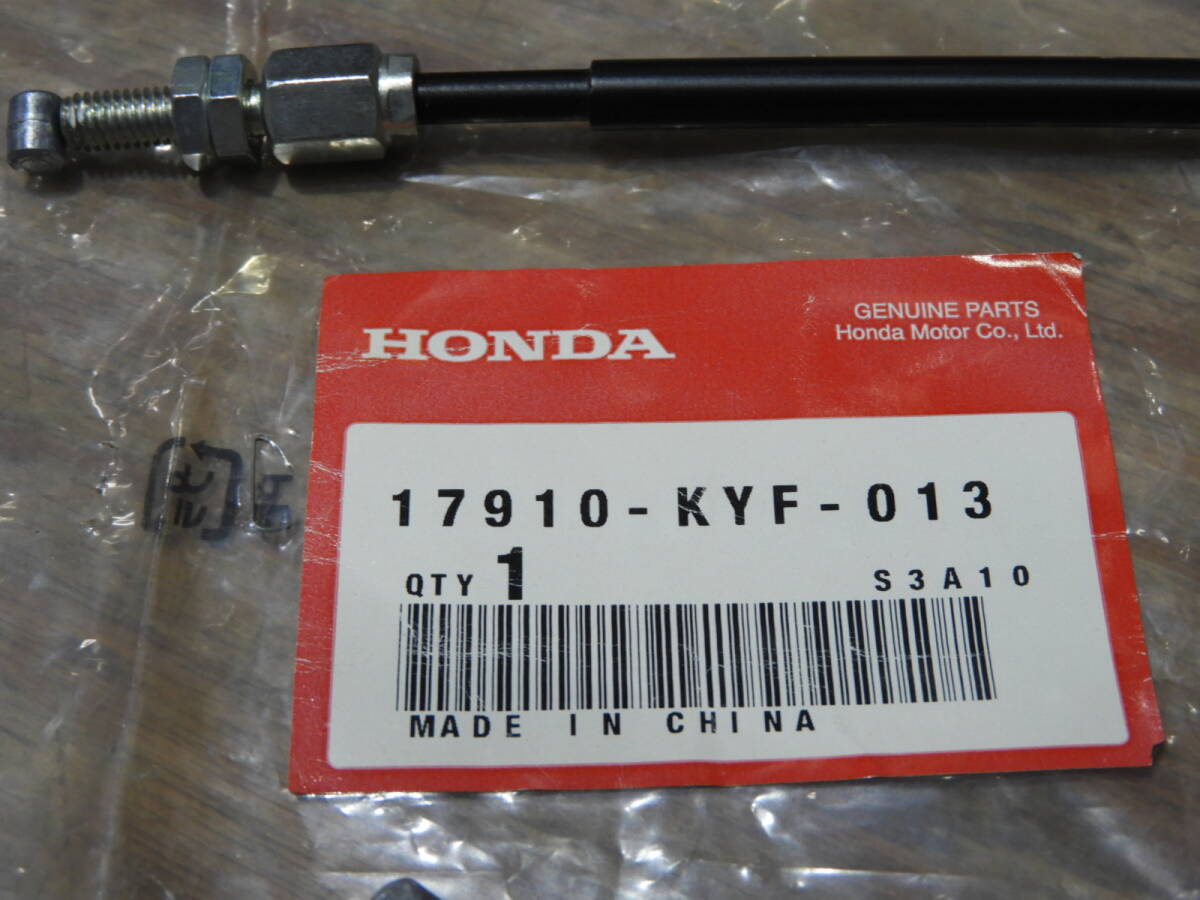 GENUINE PARTS
HONDA Honda Motor Co., Ltd.
17910-KYF-013
QTY 1 S3A10
MADE IN CHINA